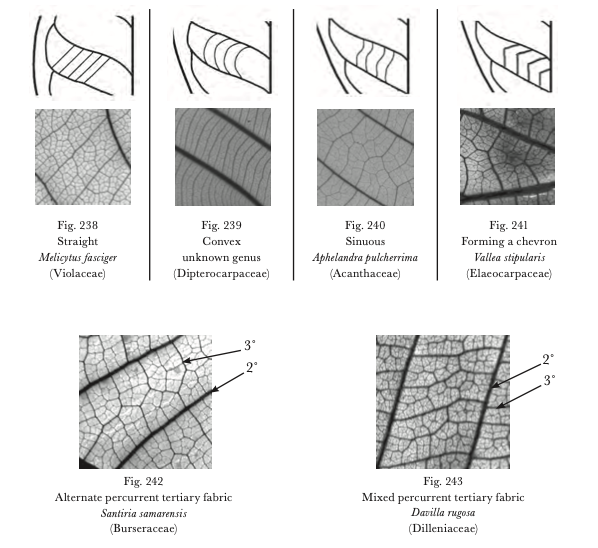 Fig. 238
Straight
Melicytus fasciger
(Violaceae)
Fig. 239
Convex
unknown genus
(Dipterocarpaceae)
Fig. 240
Sinuous
Aphelandra pulcherrima
(Acanthaceae)
Fig. 241
Forming a chevron
Vallea stipularis
(Elaeocarpaceae)
3°
2°
Fig. 242
Alternate percurrent tertiary fabric
Santiria samarensis
(Burseraceae)
2°
3°
Fig. 243
Mixed percurrent tertiary fabric
Davilla rugosa
(Dilleniaceae)